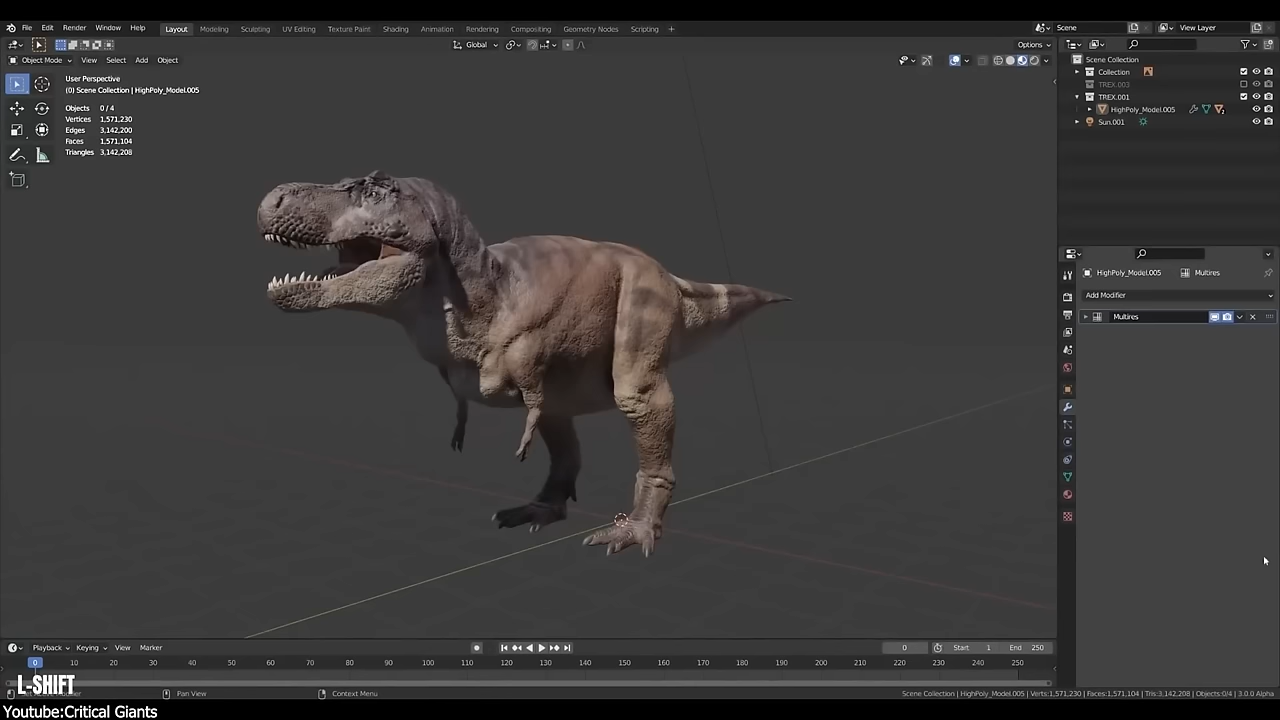 File Edit Render Window Help Layout Modeling Sculpting UV Editing Texture Paint Shading Animation Rendering Compositing Geometry Nodes Scripting + Scene View Layer
Global Options
Object Mode View Select Add Object
User Perspective
(0) Scene Collection | HighPoly_Model.005
Objects 0 / 4
Vertices 1,571,230
Edges 3,142,200
Faces 1,571,104
Triangles 3,142,208
Scene Collection
Collection
TREX.003
TREX.001
HighPoly_Model.005
Sun.001
HighPoly_Model.005 Multires
Add Modifier
Multires
Playback Keying View Marker 0 Start 1 End 250
0 10 20 30 40 50 60 70 80 90 100 110 120 130 140 150 160 170 180 190 200 210 220 230 240 250
L-SHIFT
Pan View Context Menu Scene Collection | HighPoly_Model.005 | Verts:1,571,230 | Faces:1,571,104 | Tris:3,142,208 | Objects:0/4 | 3.0.0 Alpha
Youtube:Critical Giants